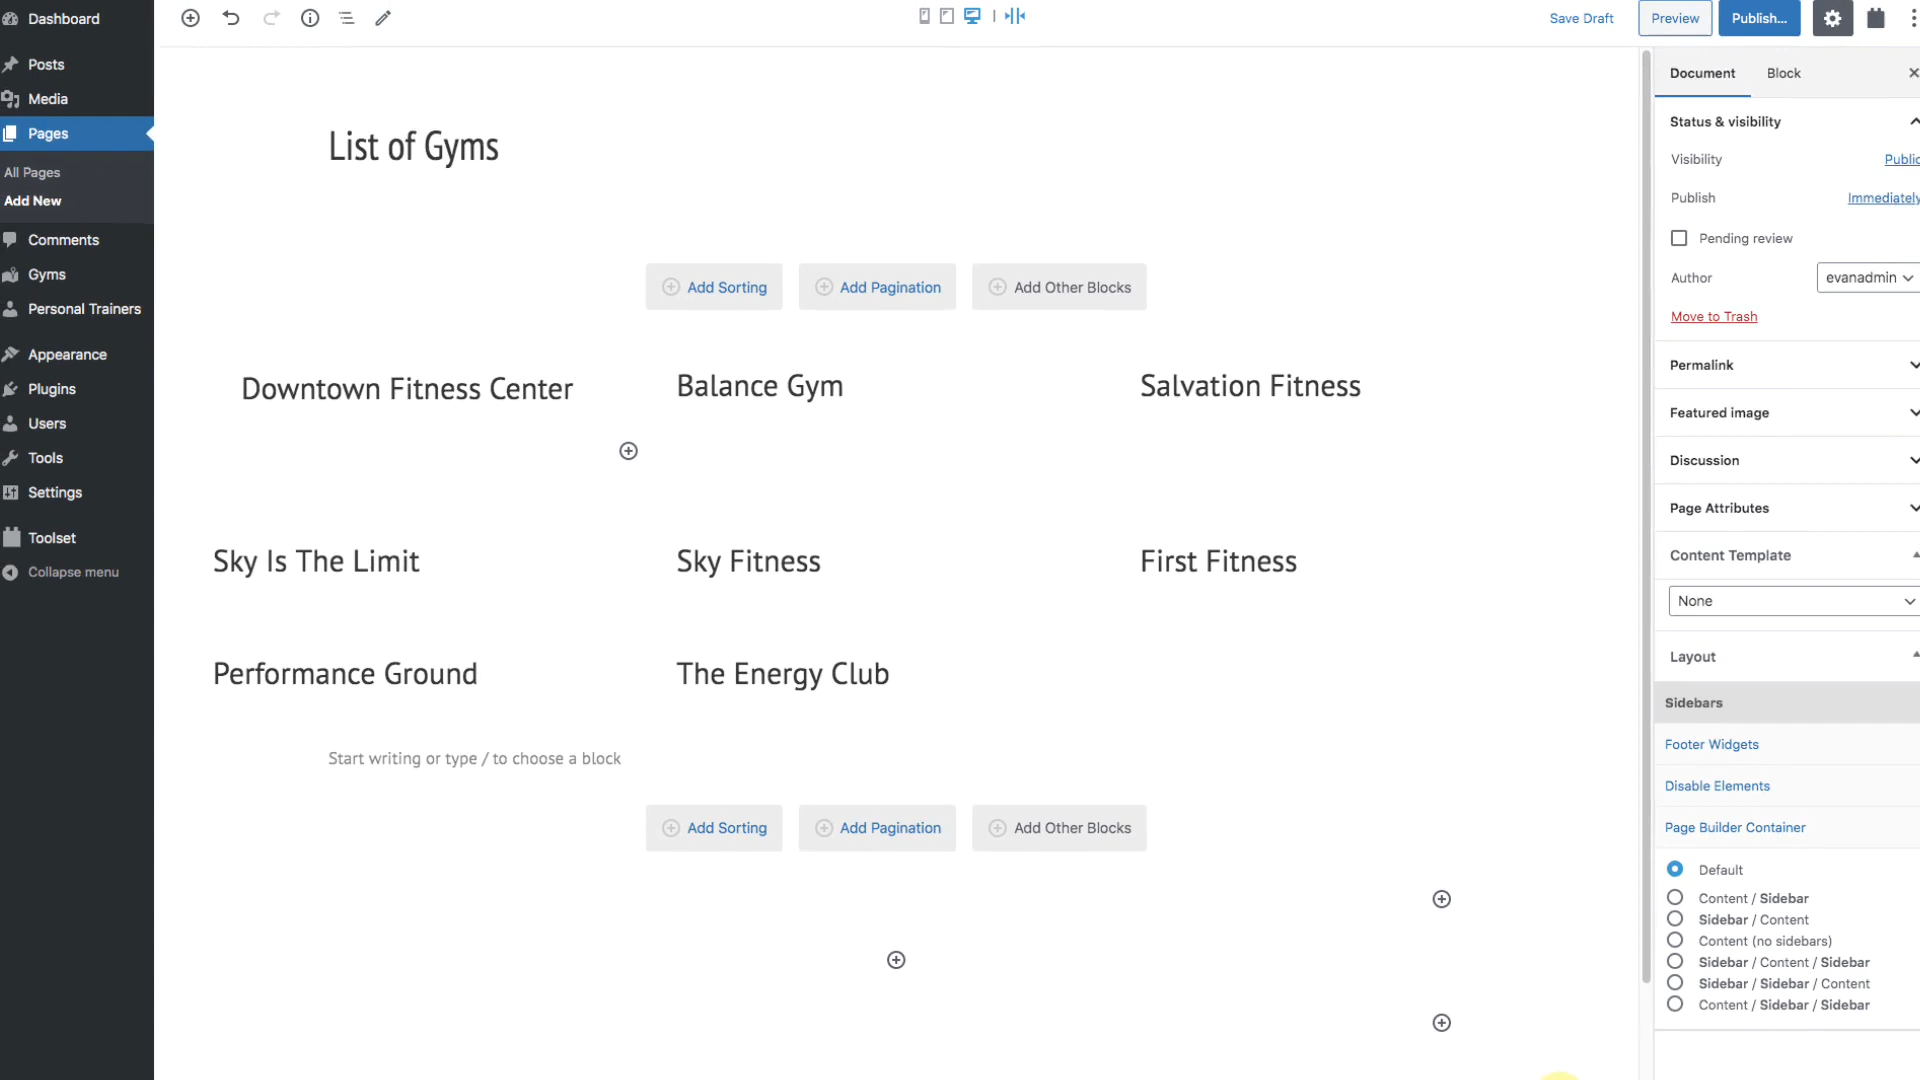 Dashboard
Posts
Media
Pages
All Pages
Add New
Comments
Gyms
Personal Trainers
Appearance
Plugins
Users
Tools
Settings
Toolset
Collapse menu
Save Draft
Preview
Publish...
List of Gyms
Add Sorting
Add Pagination
Add Other Blocks
Downtown Fitness Center
Balance Gym
Salvation Fitness
Sky Is The Limit
Sky Fitness
First Fitness
Performance Ground
The Energy Club
Start writing or type / to choose a block
Add Sorting
Add Pagination
Add Other Blocks
Document
Block
Status & visibility
Visibility
Public
Publish
Immediately
Pending review
Author
evanadmin
Move to Trash
Permalink
Featured image
Discussion
Page Attributes
Content Template
None
Layout
Sidebars
Footer Widgets
Disable Elements
Page Builder Container
Default
Content / Sidebar
Sidebar / Content
Content (no sidebars)
Sidebar / Content / Sidebar
Sidebar / Sidebar / Content
Content / Sidebar / Sidebar